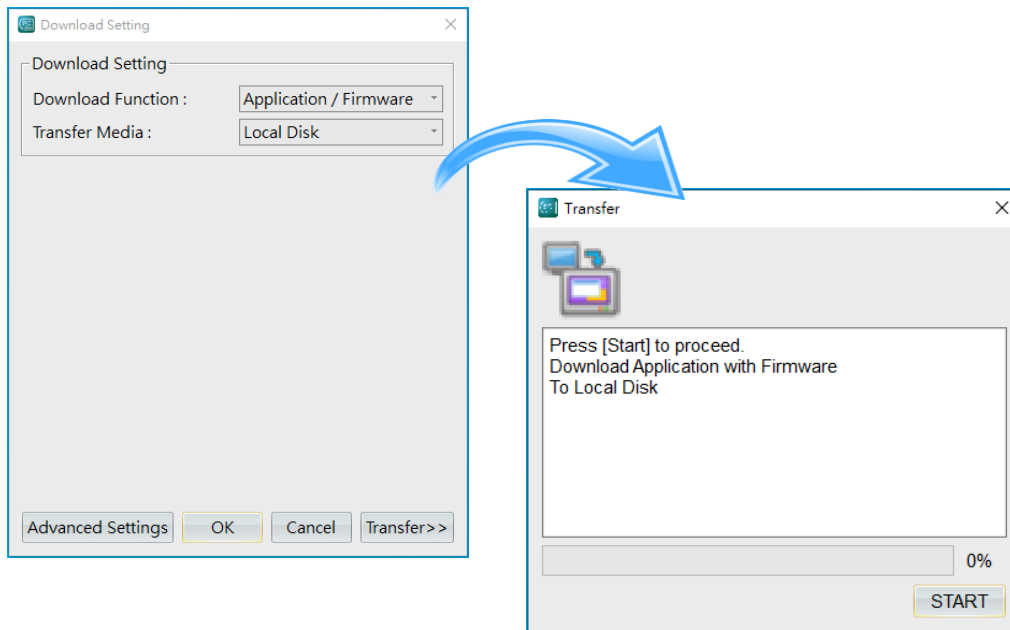 Download Setting
Download Setting
Download Function : Application / Firmware
Transfer Media : Local Disk
Advanced Settings OK Cancel Transfer>>
Transfer
Press [Start] to proceed.
Download Application with Firmware
To Local Disk
0%
START